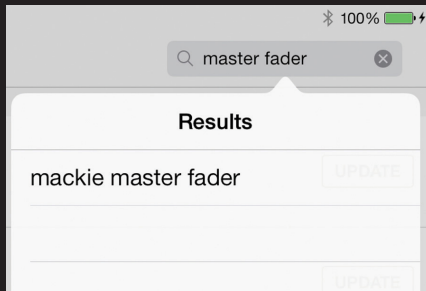 100%
master fader
Results
mackie master fader
UPDATE
UPDATE